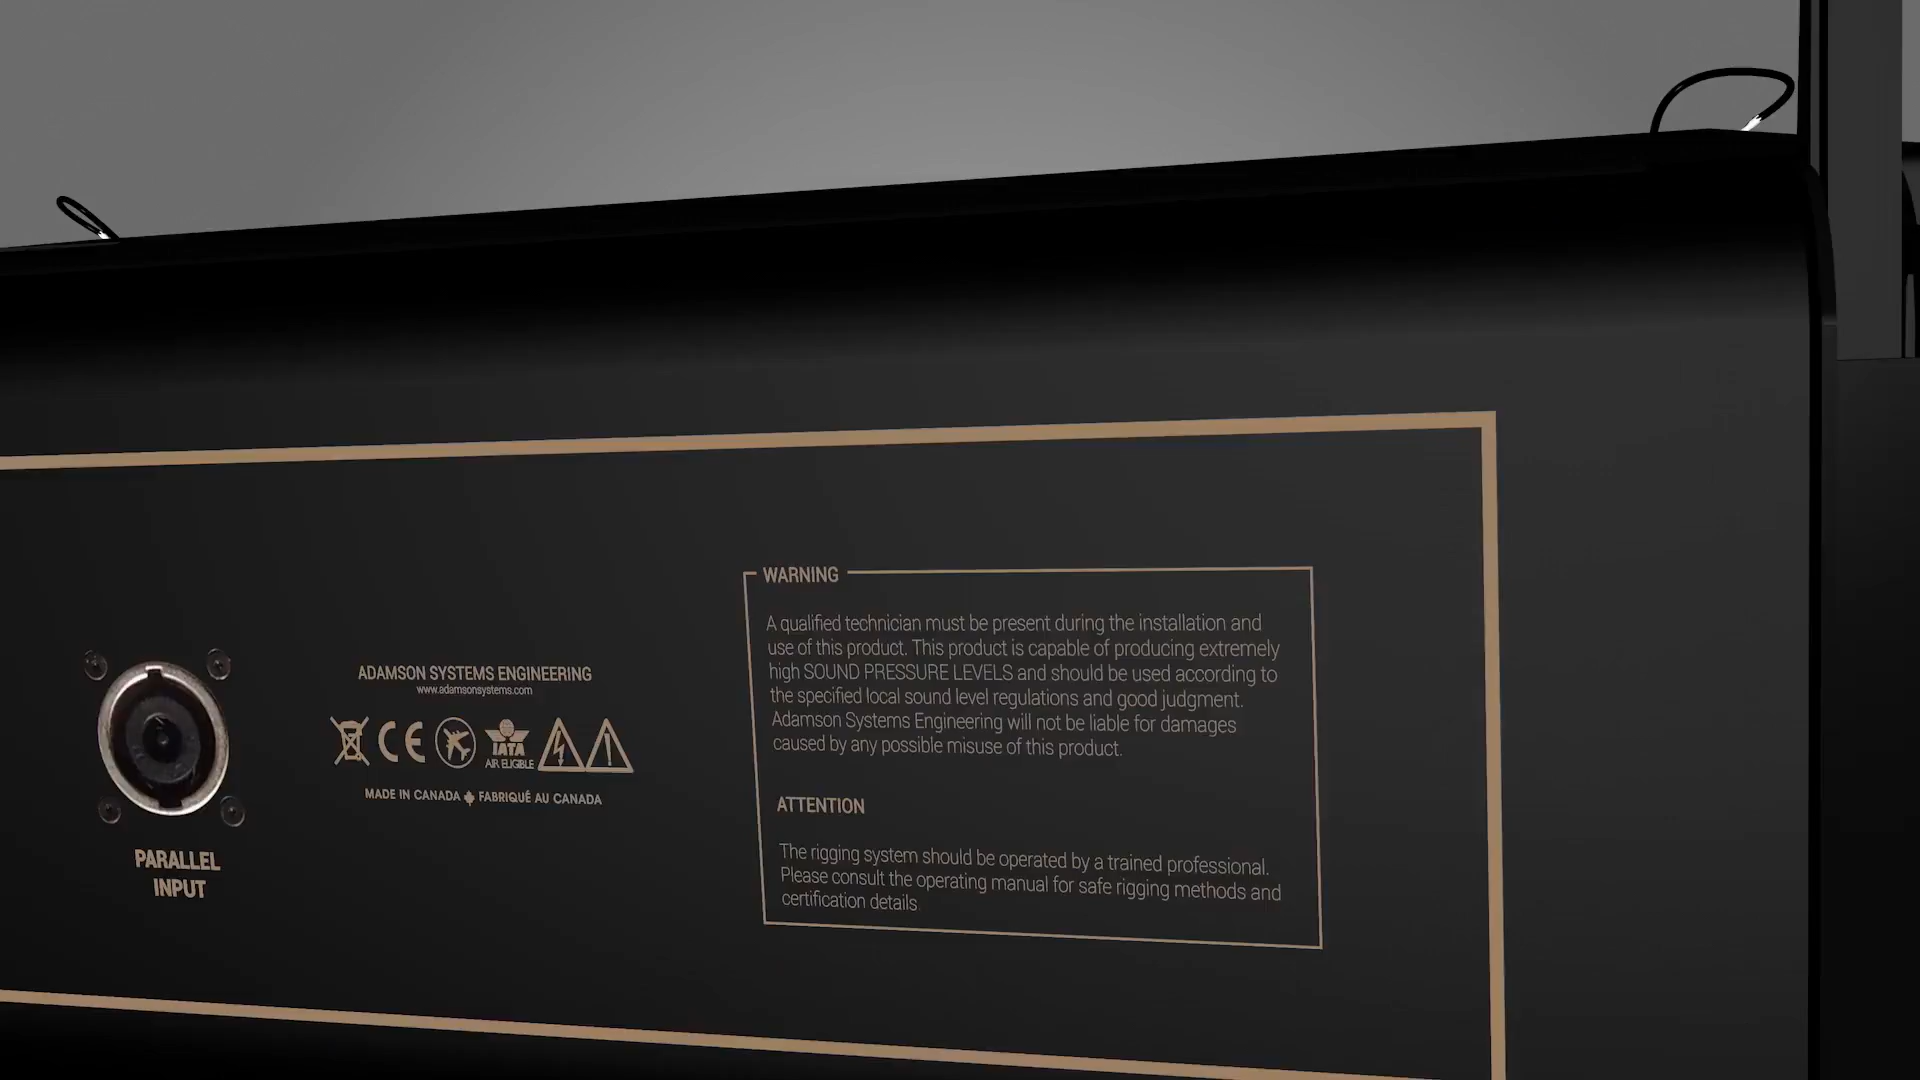 WARNING
A qualified technician must be present during the installation and
use of this product. This product is capable of producing extremely
high SOUND PRESSURE LEVELS and should be used according to
the specified local sound level regulations and good judgment.
Adamson Systems Engineering will not be liable for damages
caused by any possible misuse of this product.
ATTENTION
The rigging system should be operated by a trained professional.
Please consult the operating manual for safe rigging methods and
certification details.
ADAMSON SYSTEMS ENGINEERING
www.adamsonsystems.com
CE
IATA
AIR ELIGIBLE
MADE IN CANADA FABRIQUÉ AU CANADA
PARALLEL
INPUT